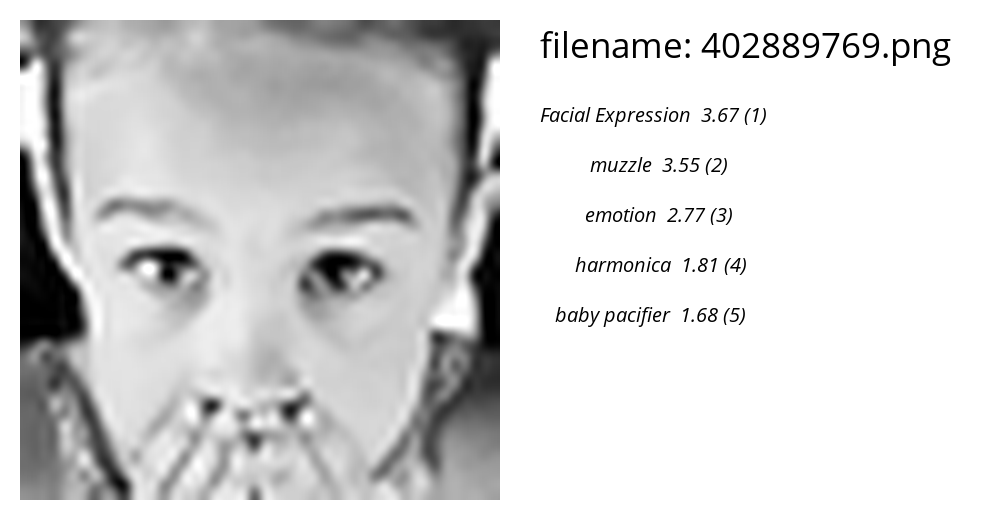 filename: 402889769.png
Facial Expression 3.67 (1)
muzzle 3.55 (2)
emotion 2.77 (3)
harmonica 1.81 (4)
baby pacifier 1.68 (5)